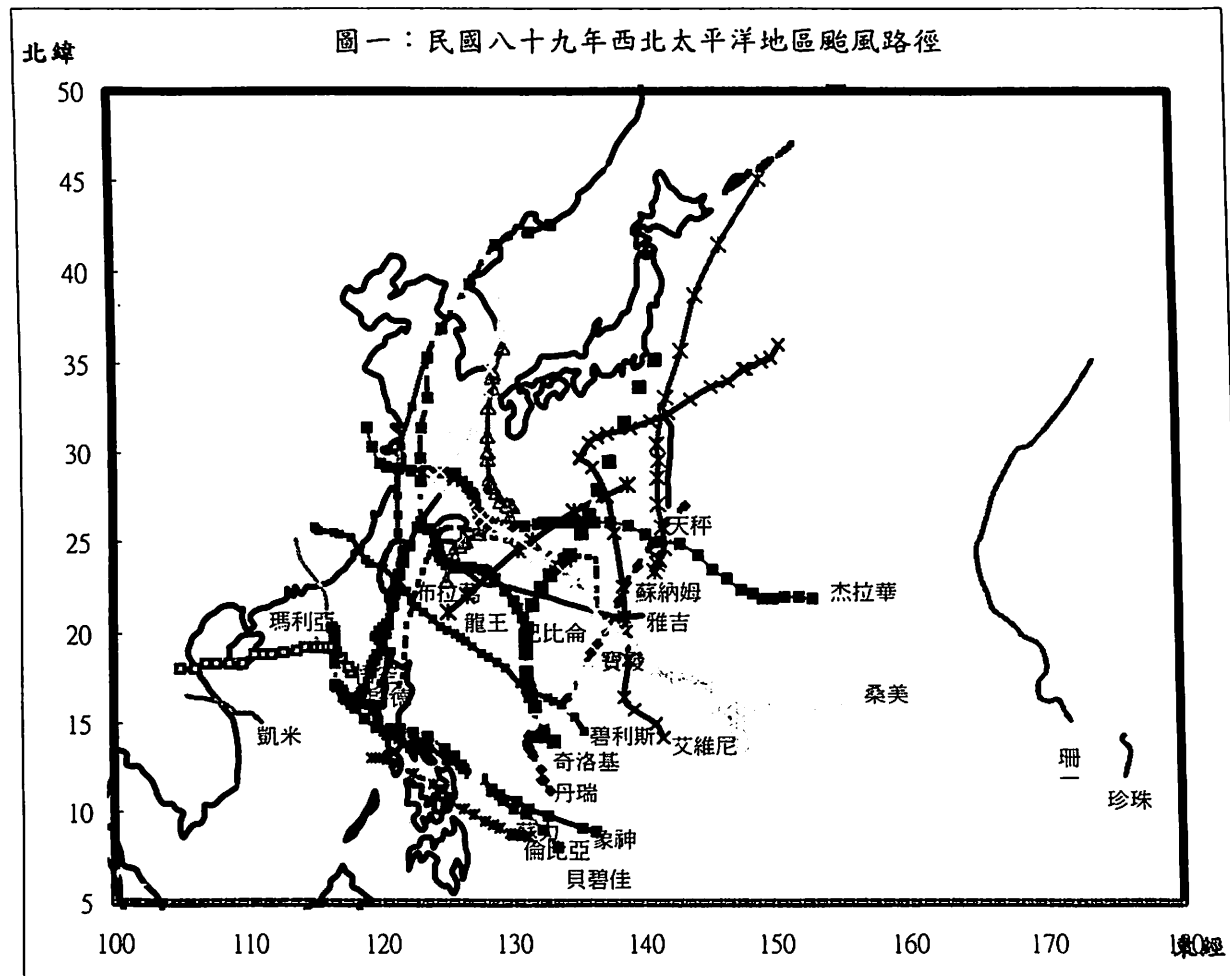 圖一：民國八十九年西北太平洋地區颱風路徑
北緯
50
45
40
35
30
25
20
15
10
5
天秤
布拉萬
蘇納姆
杰拉華
瑪利亞
龍王
巴比倫
雅吉
寶發
桑美
凱米
碧利斯
艾維尼
奇洛基
珊
丹瑞
珍珠
蘇力
象神
倫比亞
貝碧佳
100
110
120
130
140
150
160
170
180
東經